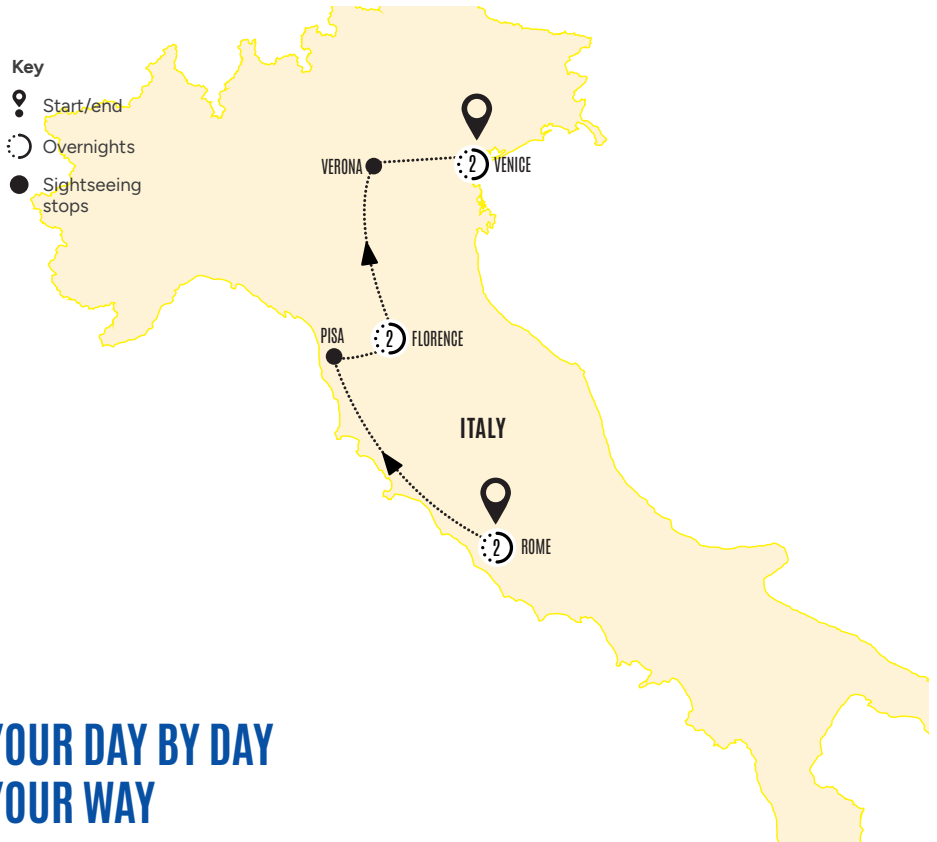 Key
Start/end
Overnights
Sightseeing
stops
VERONA
2
VENICE
PISA
2
FLORENCE
ITALY
2
ROME
YOUR DAY BY DAY
YOUR WAY